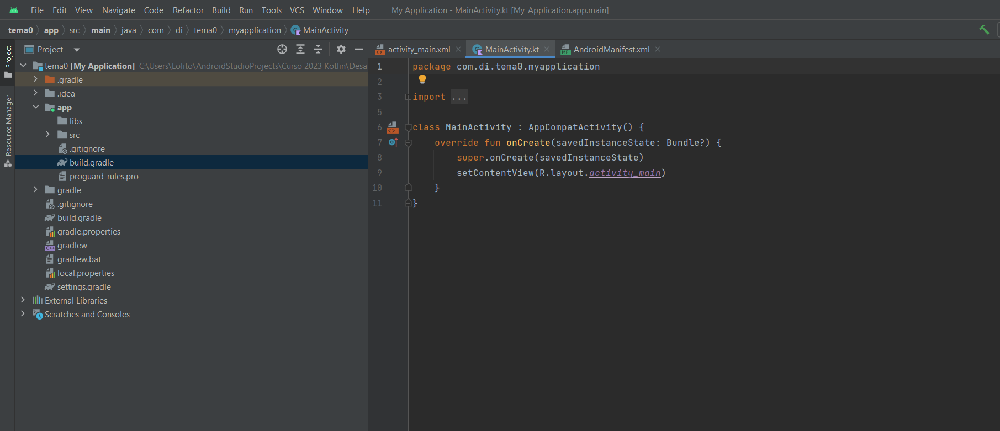 File Edit View Navigate Code Refactor Build Run Tools VCS Window Help My Application - MainActivity.kt [My_Application.app.main]
tema0 app src main java com di tema0 myapplication MainActivity
Project
Resource Manager
Project
tema0 [My Application] C:\Users\Lolito\AndroidStudioProjects\Curso 2023 Kotlin\Desa
.gradle
.idea
app
libs
src
.gitignore
build.gradle
proguard-rules.pro
gradle
.gitignore
build.gradle
gradle.properties
gradlew
gradlew.bat
local.properties
settings.gradle
External Libraries
Scratches and Consoles
activity_main.xml MainActivity.kt AndroidManifest.xml
1 package com.di.tema0.myapplication
2
3 import ...
5
6 class MainActivity : AppCompatActivity() {
7 override fun onCreate(savedInstanceState: Bundle?) {
8 super.onCreate(savedInstanceState)
9 setContentView(R.layout.activity_main)
10 }
11 }